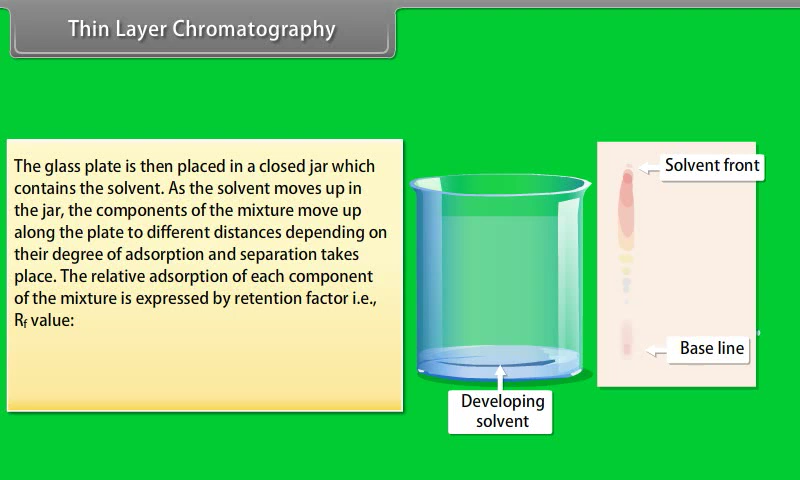 Thin Layer Chromatography
The glass plate is then placed in a closed jar which
contains the solvent. As the solvent moves up in
the jar, the components of the mixture move up
along the plate to different distances depending on
their degree of adsorption and separation takes
place. The relative adsorption of each component
of the mixture is expressed by retention factor i.e.,
Rf value:
Solvent front
Base line
Developing
solvent